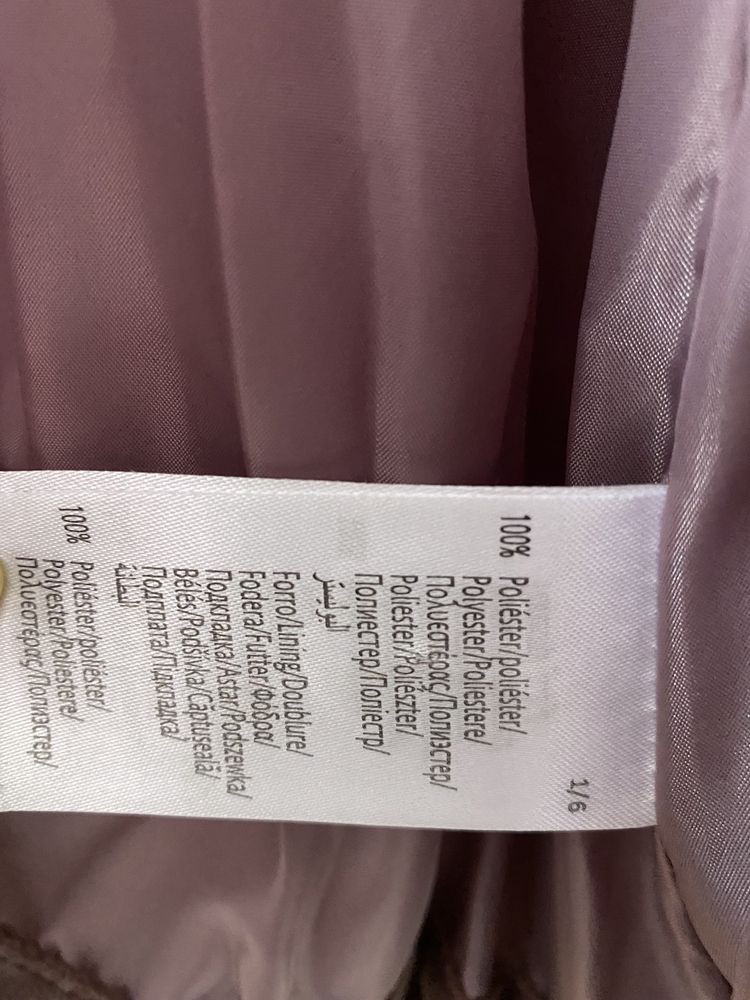 1/6
100% Poliéster/poliéster/
Polyester/Poliestere/
Πολυεστέρας/Полиэстер/
Poliester/Poliészter/
Полиестер/Поліестр/
البوليستر
Forro/Lining/Doublure/
Fodera/Futter/Φόδρα/
Подкладка/Astar/Podszewka/
Bélés/Podšívka/Căptuseală/
Подплата/Підкладка/
البطانة
100% Poliéster/poliéster/
Polyester/Poliestere/
Πολυεστέρας/Полиэстер/